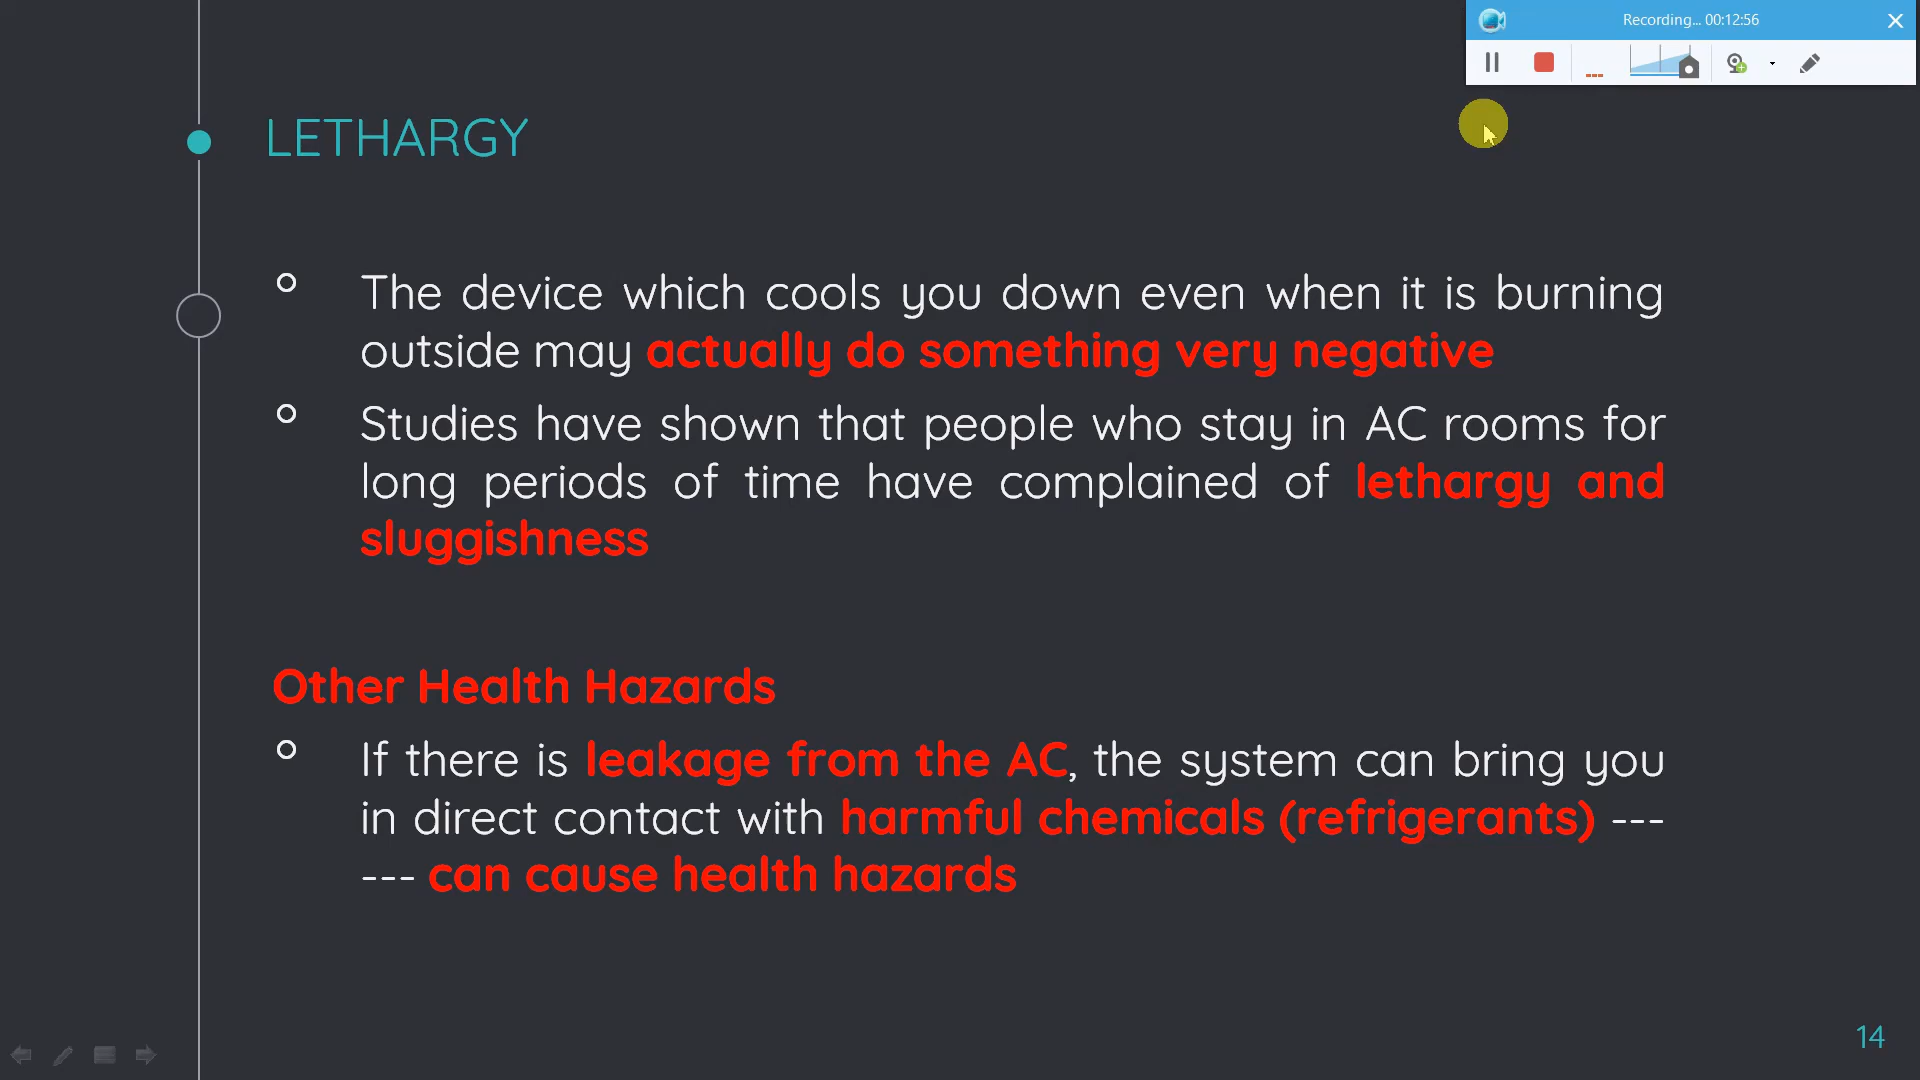 Recording... 00:12:56
LETHARGY
The device which cools you down even when it is burning
outside may actually do something very negative
Studies have shown that people who stay in AC rooms for
long periods of time have complained of lethargy and
sluggishness
Other Health Hazards
If there is leakage from the AC, the system can bring you
in direct contact with harmful chemicals (refrigerants) ---
--- can cause health hazards
14